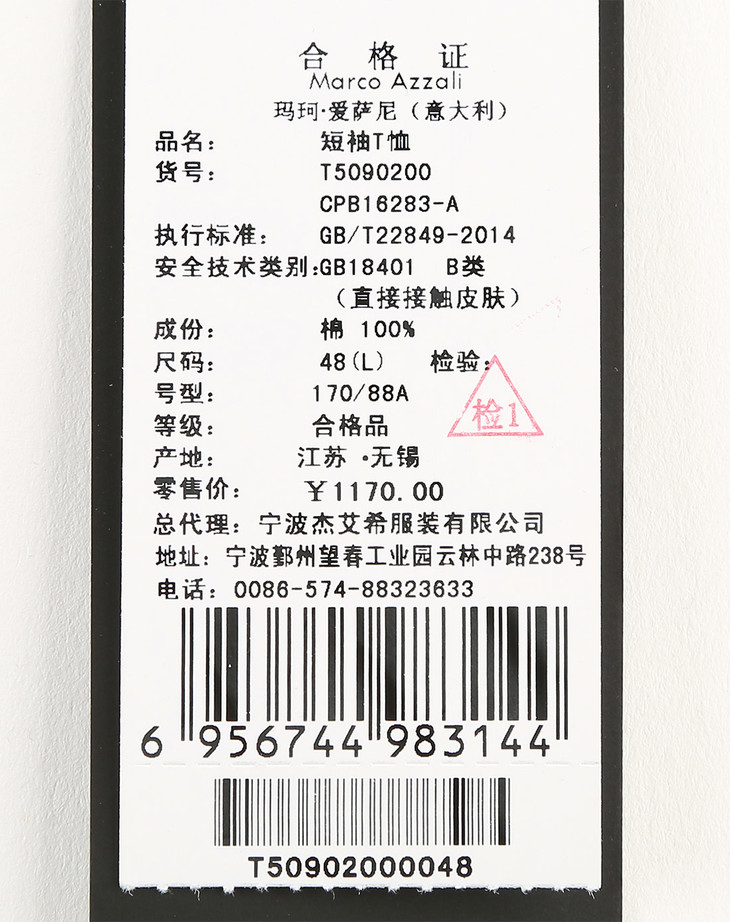 合 格 证
Marco Azzali
玛珂·爱萨尼(意大利)
品名: 短袖T恤
货号: T5090200
CPB16283-A
执行标准: GB/T22849-2014
安全技术类别:GB18401 B类
(直接接触皮肤)
成份: 棉 100%
尺码: 48(L) 检验:
检1
号型: 170/88A
等级: 合格品
产地: 江苏·无锡
零售价: ￥1170.00
总代理: 宁波杰艾希服装有限公司
地址: 宁波鄞州望春工业园云林中路238号
电话: 0086-574-88323633
6 956744 983144
T50902000048